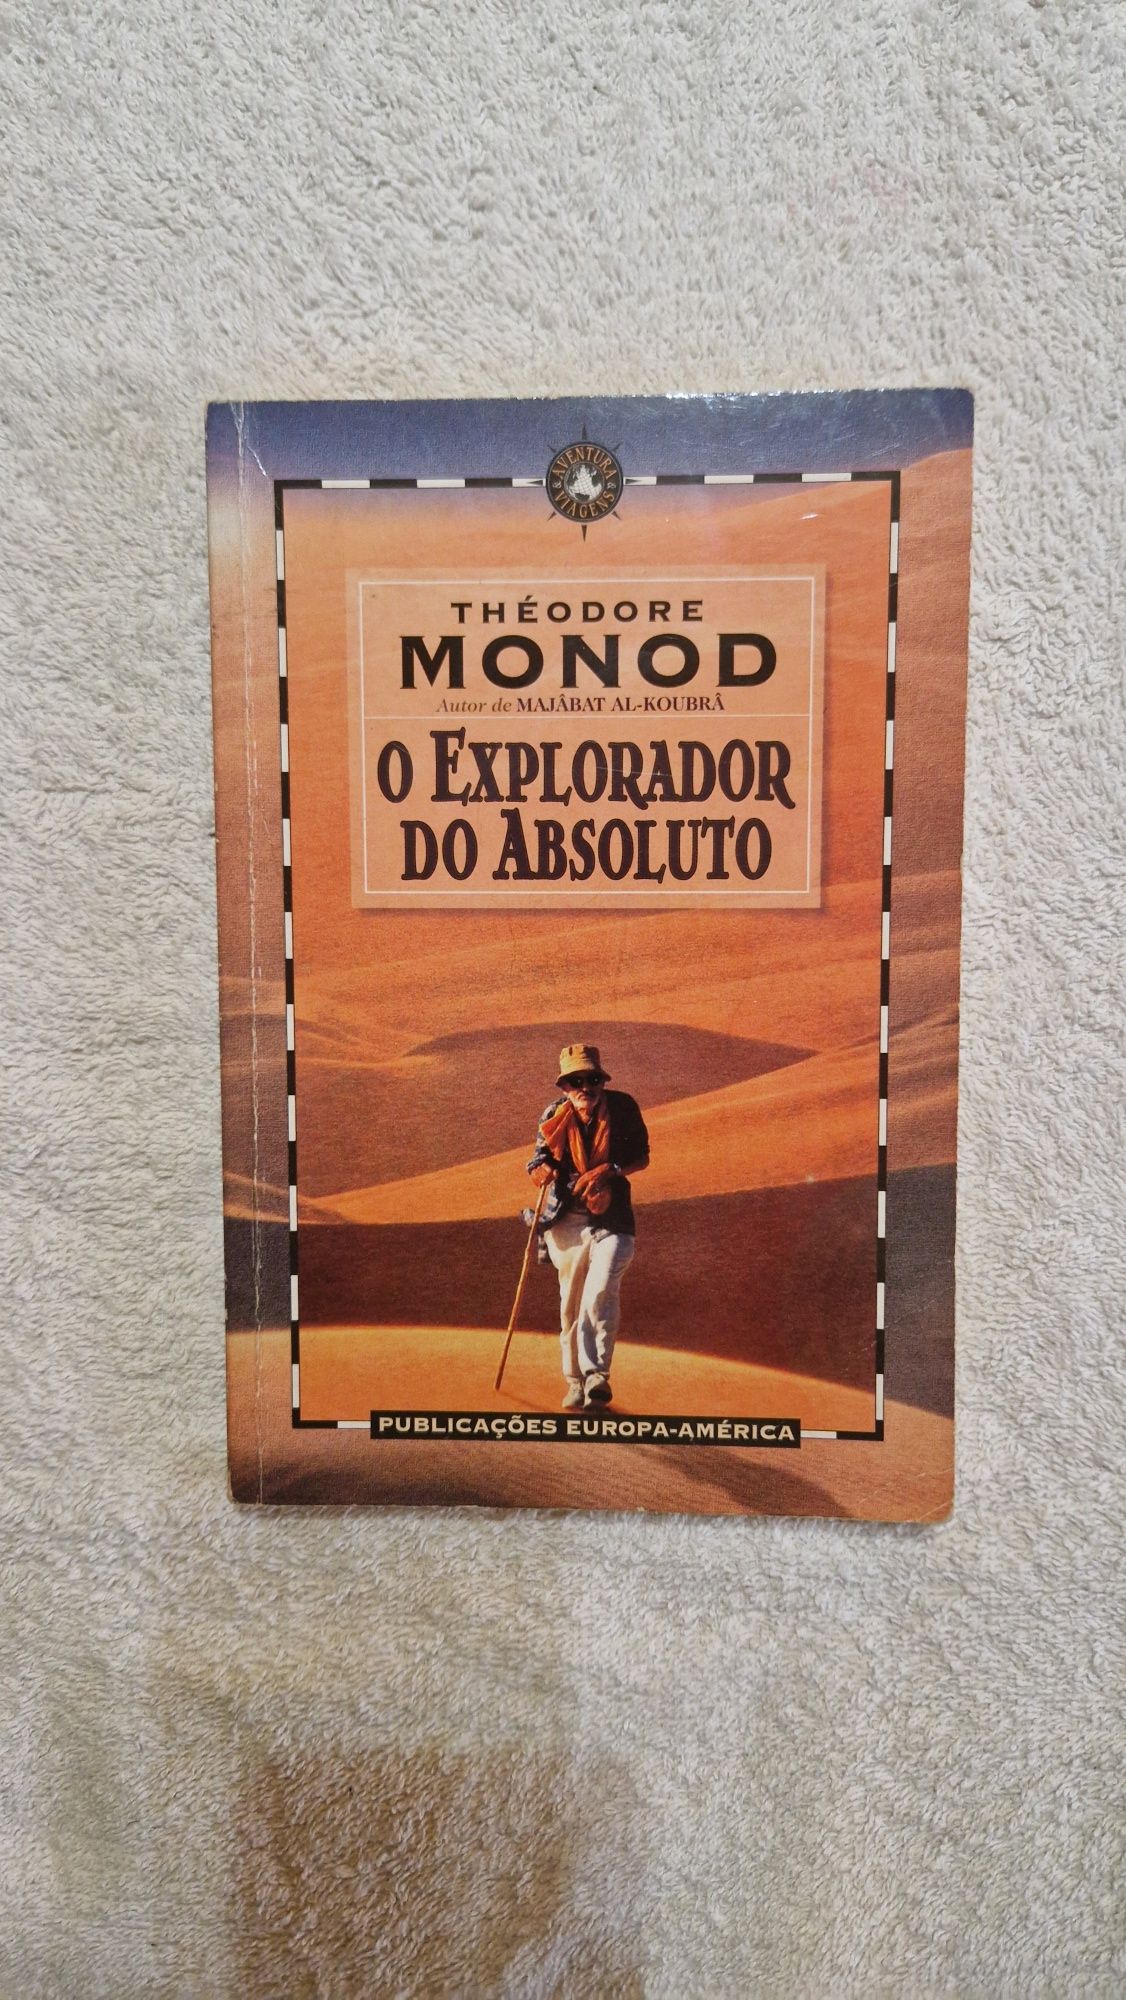 AVENTURA
& VIAGENS &
THÉODORE
MONOD
Autor de MAJÂBAT AL-KOUBRÂ
O EXPLORADOR
DO ABSOLUTO
PUBLICAÇÕES EUROPA-AMÉRICA